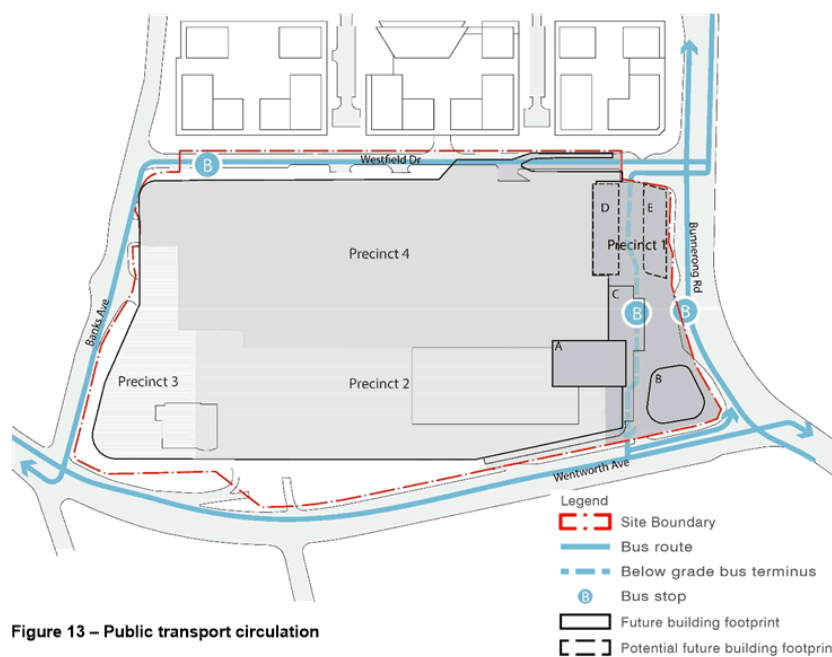 B
Westfield Dr
D
E
Precinct 4
Precinct 1
Bunnerong Rd
Banks Ave
C
B
B
A
Precinct 3
Precinct 2
B
Wentworth Ave
Legend
Site Boundary
Bus route
Below grade bus terminus
B Bus stop
Future building footprint
Potential future building footprin
Figure 13 – Public transport circulation